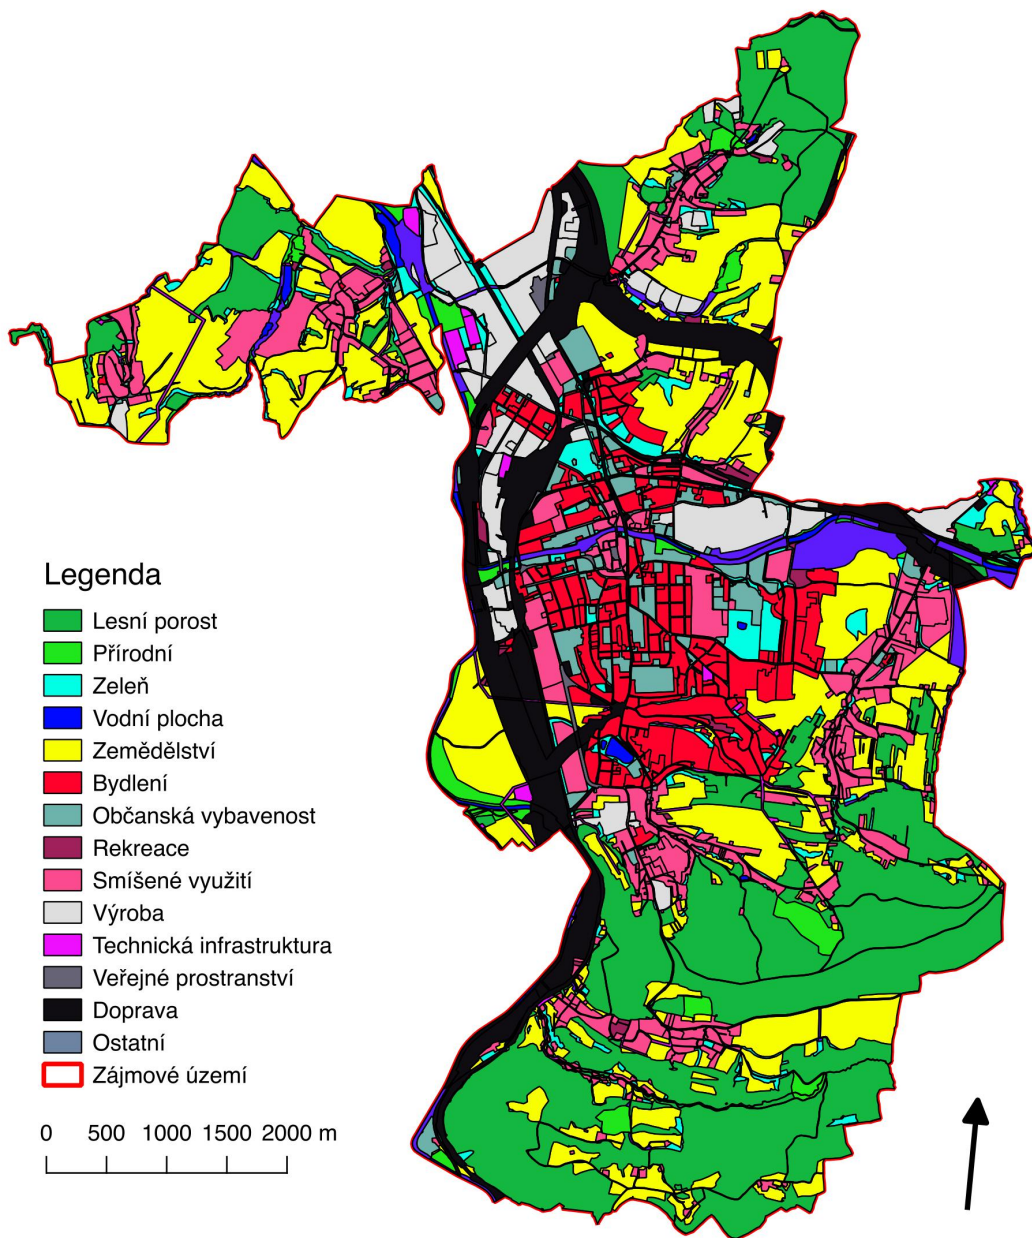 Legenda
Lesní porost
Přírodní
Zeleň
Vodní plocha
Zemědělství
Bydlení
Občanská vybavenost
Rekreace
Smíšené využití
Výroba
Technická infrastruktura
Veřejné prostranství
Doprava
Ostatní
Zájmové území
0 500 1000 1500 2000 m